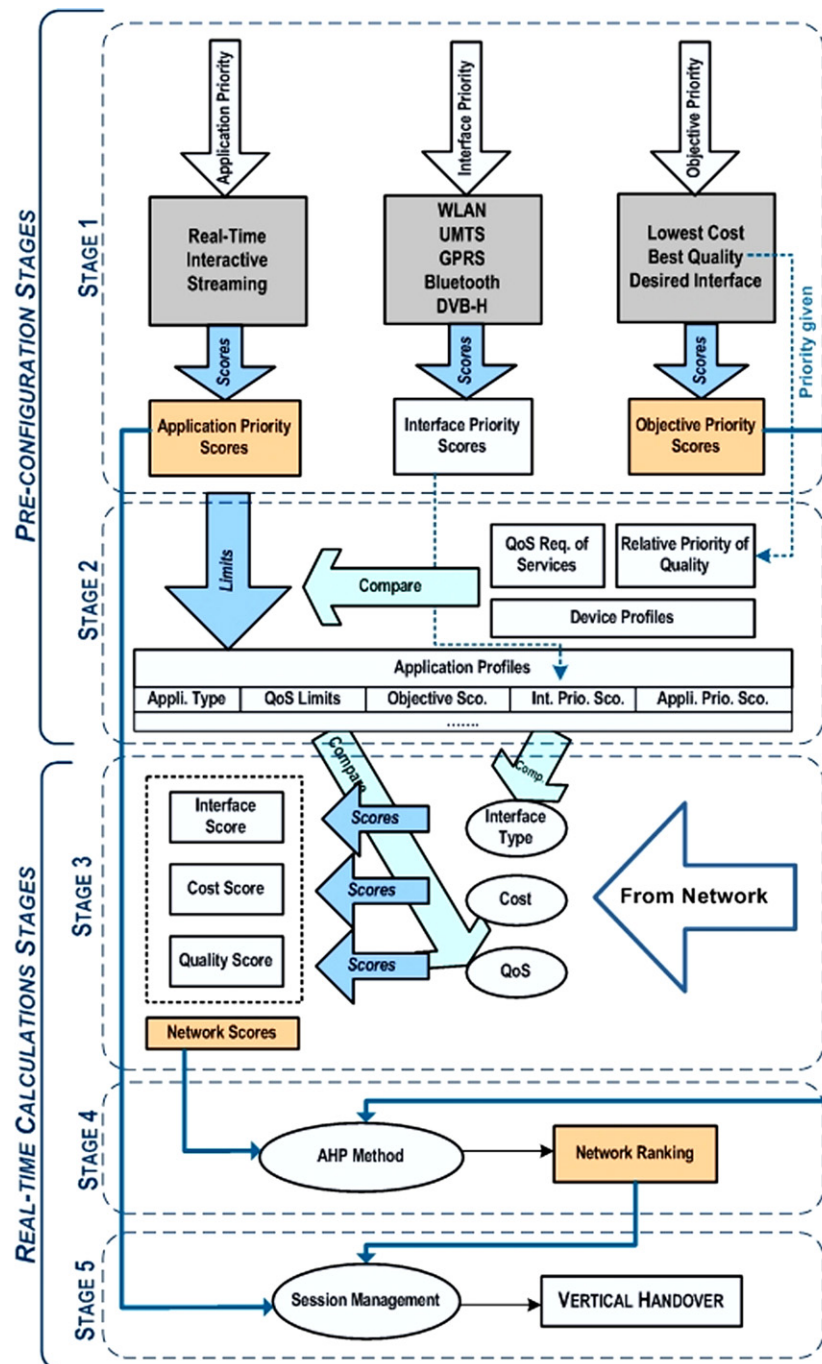 PRE-CONFIGURATION STAGES
STAGE 1
Application Priority
Interface Priority
Objective Priority
Real-Time
Interactive
Streaming
WLAN
UMTS
GPRS
Bluetooth
DVB-H
Lowest Cost
Best Quality
Desired Interface
Priority given
Scores
Scores
Scores
Application Priority
Scores
Interface Priority
Scores
Objective Priority
Scores
STAGE 2
Limits
Compare
QoS Req. of
Services
Relative Priority of
Quality
Device Profiles
Application Profiles
Appli. Type
QoS Limits
Objective Sco.
Int. Prio. Sco.
Appli. Prio. Sco.
.......
REAL-TIME CALCULATIONS STAGES
STAGE 3
Compare
Comp.
Interface
Score
Scores
Interface
Type
Cost Score
Scores
Cost
From Network
Quality Score
Scores
QoS
Network Scores
STAGE 4
AHP Method
Network Ranking
STAGE 5
Session Management
VERTICAL HANDOVER